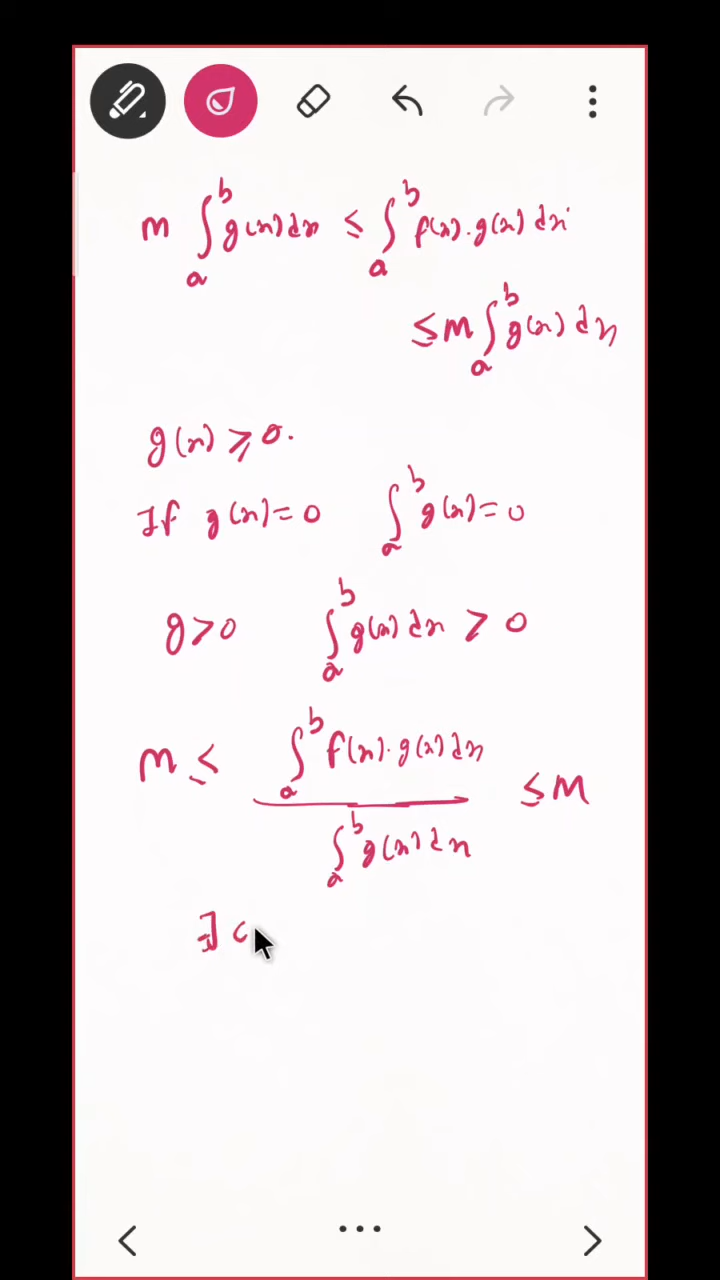 m ∫_a^b g(x)dx ≤ ∫_a^b f(x).g(x) dx
≤ M ∫_a^b g(x) dx
g(x) ≥ 0.
If g(x)=0 ∫_a^b g(x)=0
g>0 ∫_a^b g(x) dx > 0
m ≤ ∫_a^b f(x).g(x)dx / ∫_a^b g(x)dx ≤ M
∃ c